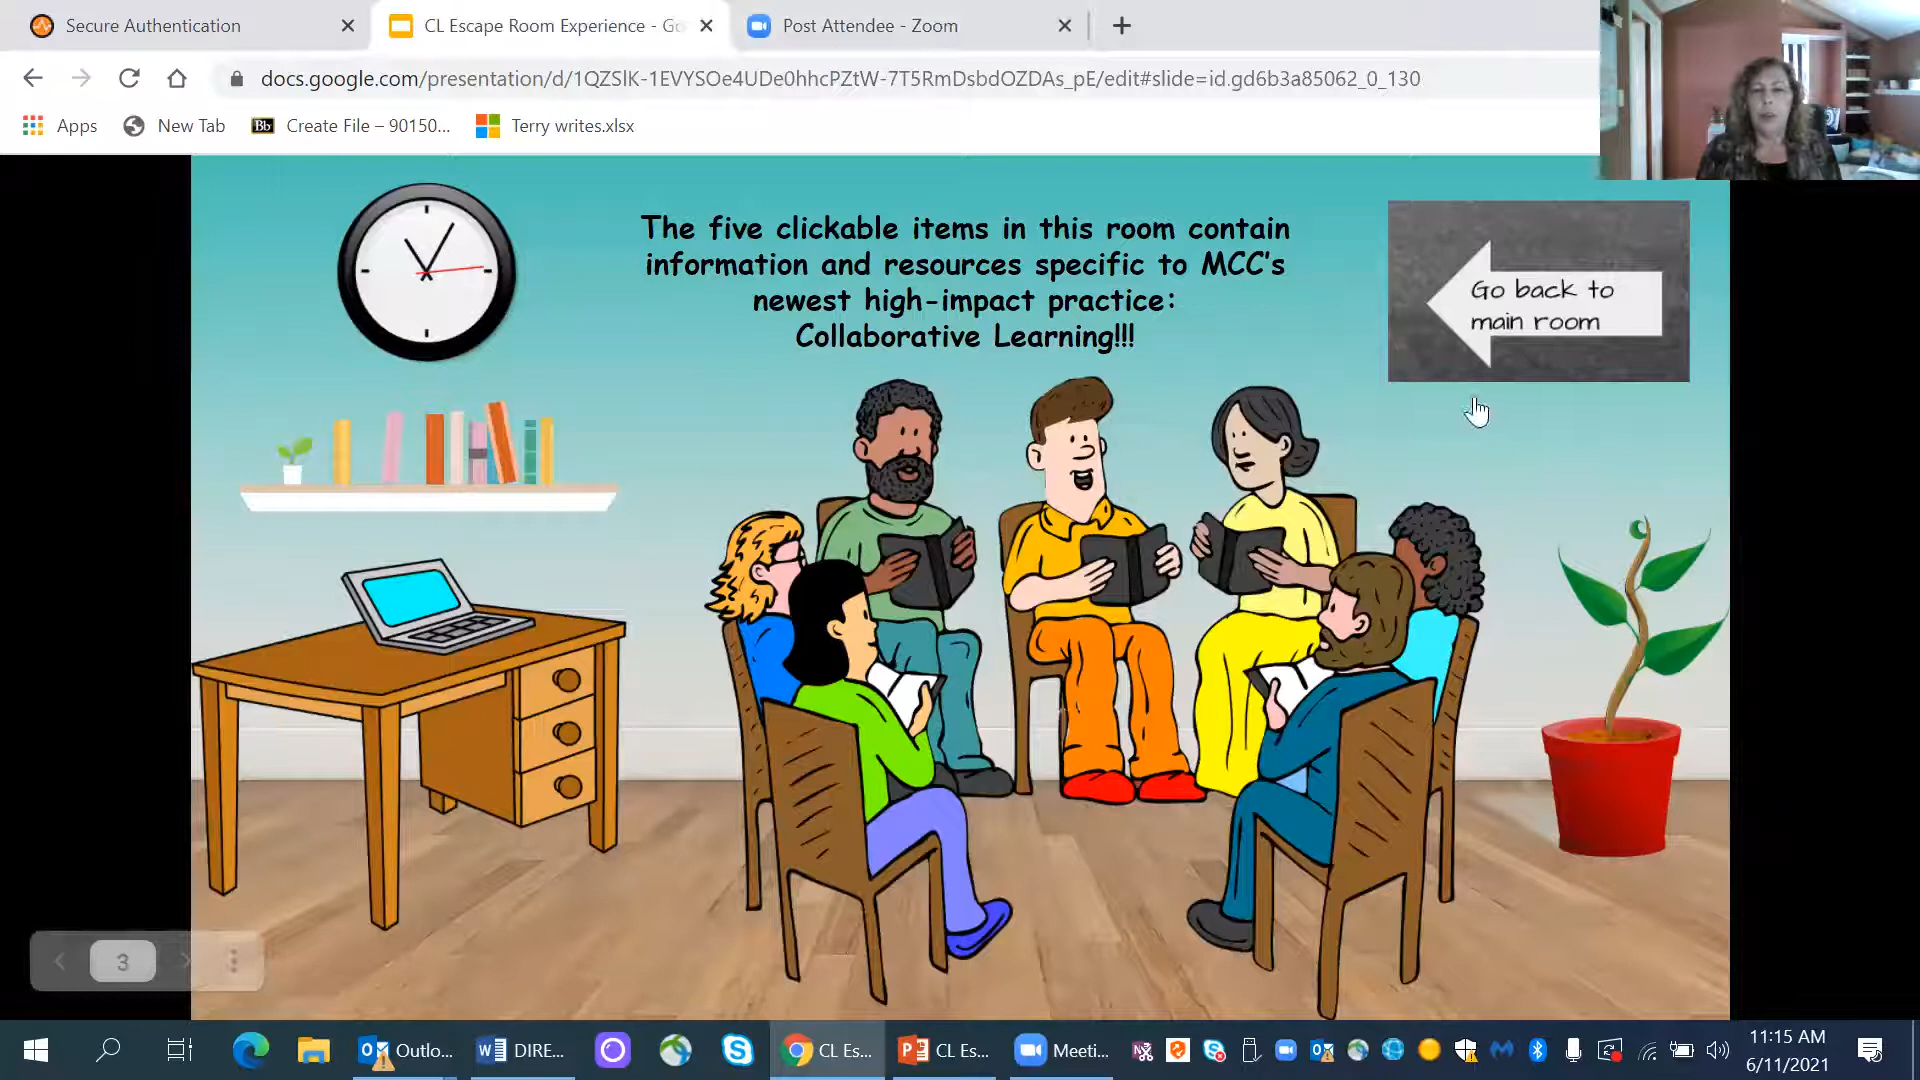 Secure Authentication
CL Escape Room Experience - Go
Post Attendee - Zoom
docs.google.com/presentation/d/1QZSlK-1EVYSOe4UDe0hhcPZtW-7T5RmDsbdOZDAs_pE/edit#slide=id.gd6b3a85062_0_130
Apps
New Tab
Bb
Create File – 90150...
Terry writes.xlsx
The five clickable items in this room contain
information and resources specific to MCC's
newest high-impact practice:
Collaborative Learning!!!
Go back to
main room
3
Outlo...
DIRE...
CL Es...
CL Es...
Meeti...
11:15 AM
6/11/2021